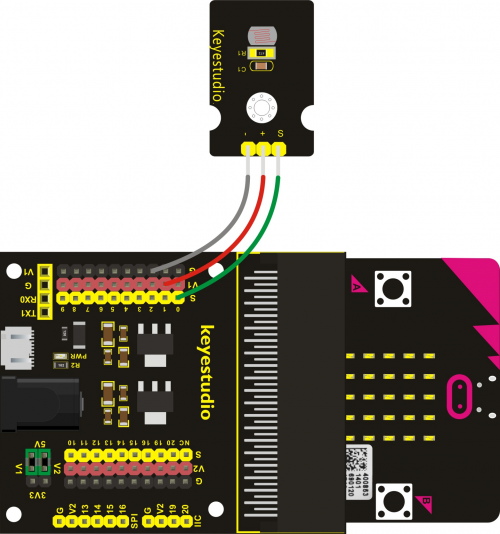 Keyestudio
R1
C1
- + S
V1
G
RX0
TX1
G
V1
S
9 8 7 6 5 4 3 2 1 0
PWR
R2
keyestudio
A
5V
V1 V2
3V3
10 11 12 13 14 15 16 19 20 NC
S
V2
G
G V2 13 14 15 16 SPI
G V2 19 20 IIC
B